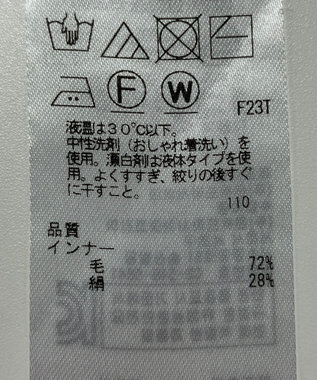 F
W
F23T
液温は30℃以下。
中性洗剤(おしゃれ着洗い)を
使用。漂白剤は液体タイプを使
用。よくすすぎ、絞りの後すぐ
に干すこと。
110
品質
インナー
毛 72%
絹 28%